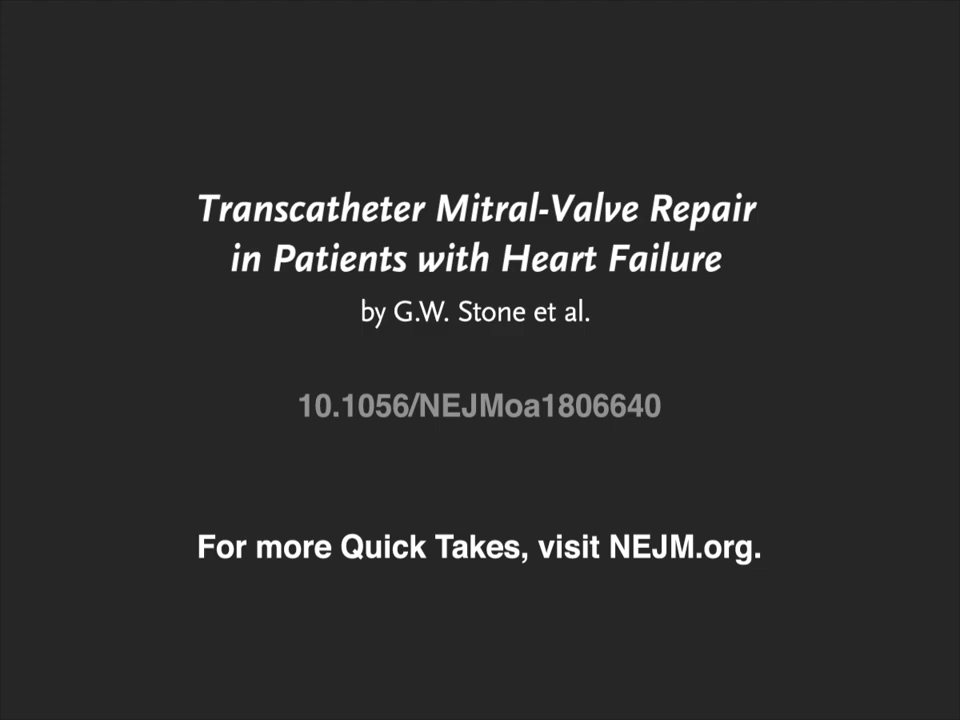 Transcatheter Mitral-Valve Repair
in Patients with Heart Failure
by G.W. Stone et al.
10.1056/NEJMoa1806640
For more Quick Takes, visit NEJM.org.